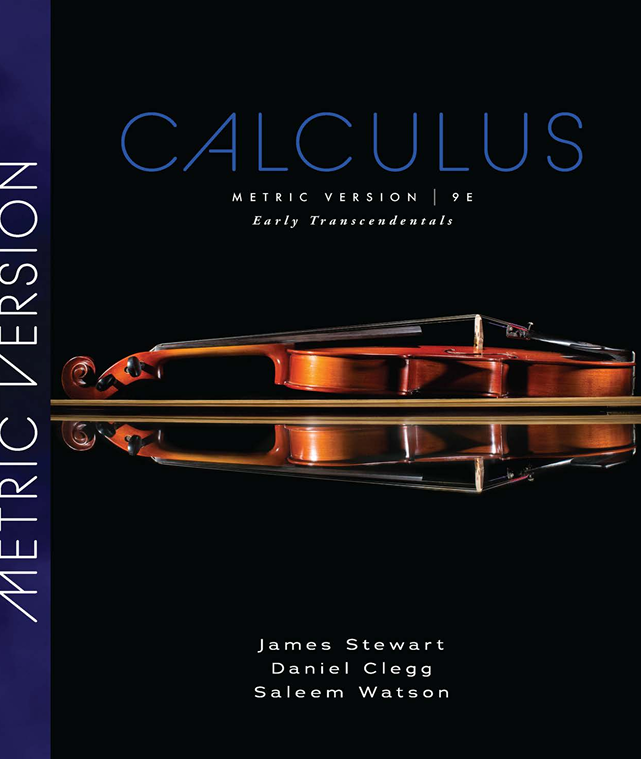 CALCULUS
METRIC VERSION | 9E
Early Transcendentals
METRIC VERSION
James Stewart
Daniel Clegg
Saleem Watson